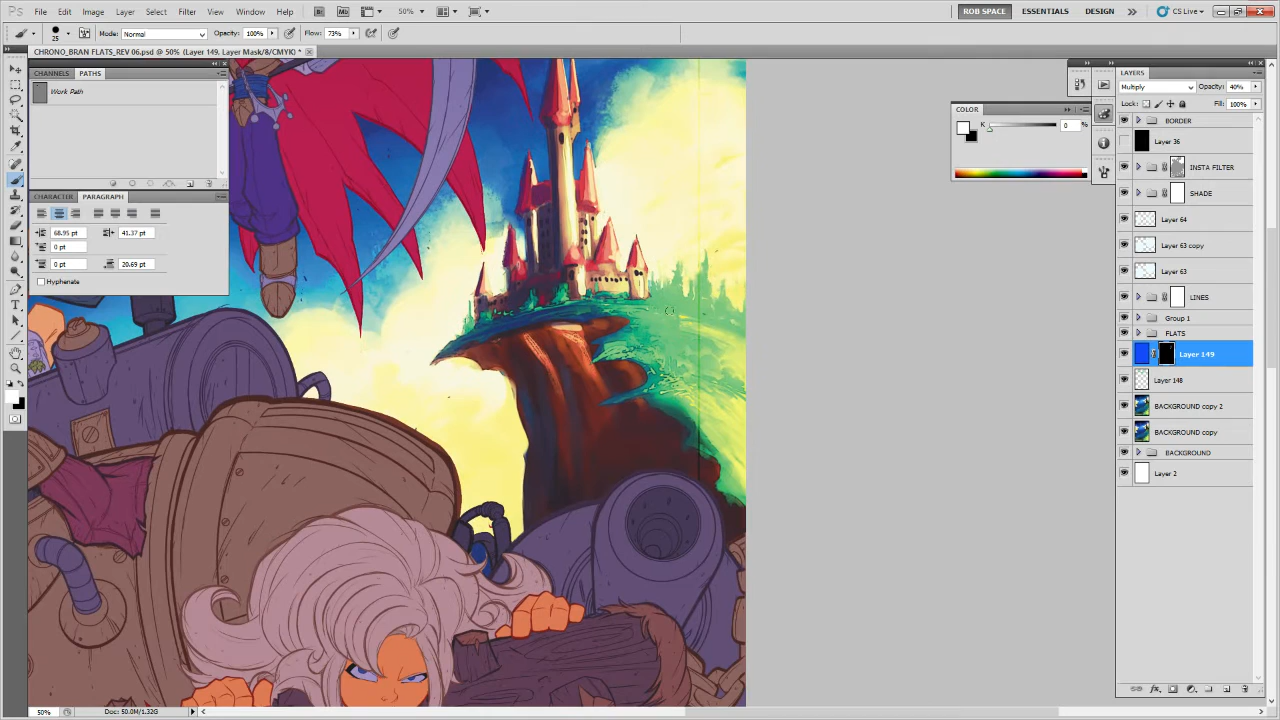 Ps File Edit Image Layer Select Filter View Window Help Br Mb 50% ROB SPACE ESSENTIALS DESIGN CS Live
25 Mode: Normal Opacity: 100% Flow: 73%
CHRONO_BRAN FLATS_REV 06.psd @ 50% (Layer 149, Layer Mask/8/CMYK) *
CHANNELS PATHS
Work Path
CHARACTER PARAGRAPH
68.95 pt 41.37 pt
0 pt
0 pt 20.69 pt
Hyphenate
COLOR
K 0 %
LAYERS
Multiply Opacity: 40%
Lock: Fill: 100%
BORDER
Layer 36
INSTA FILTER
SHADE
Layer 64
Layer 63 copy
Layer 63
LINES
Group 1
FLATS
Layer 149
Layer 148
BACKGROUND copy 2
BACKGROUND copy
BACKGROUND
Layer 2
50% Doc: 50.0M/1.32G